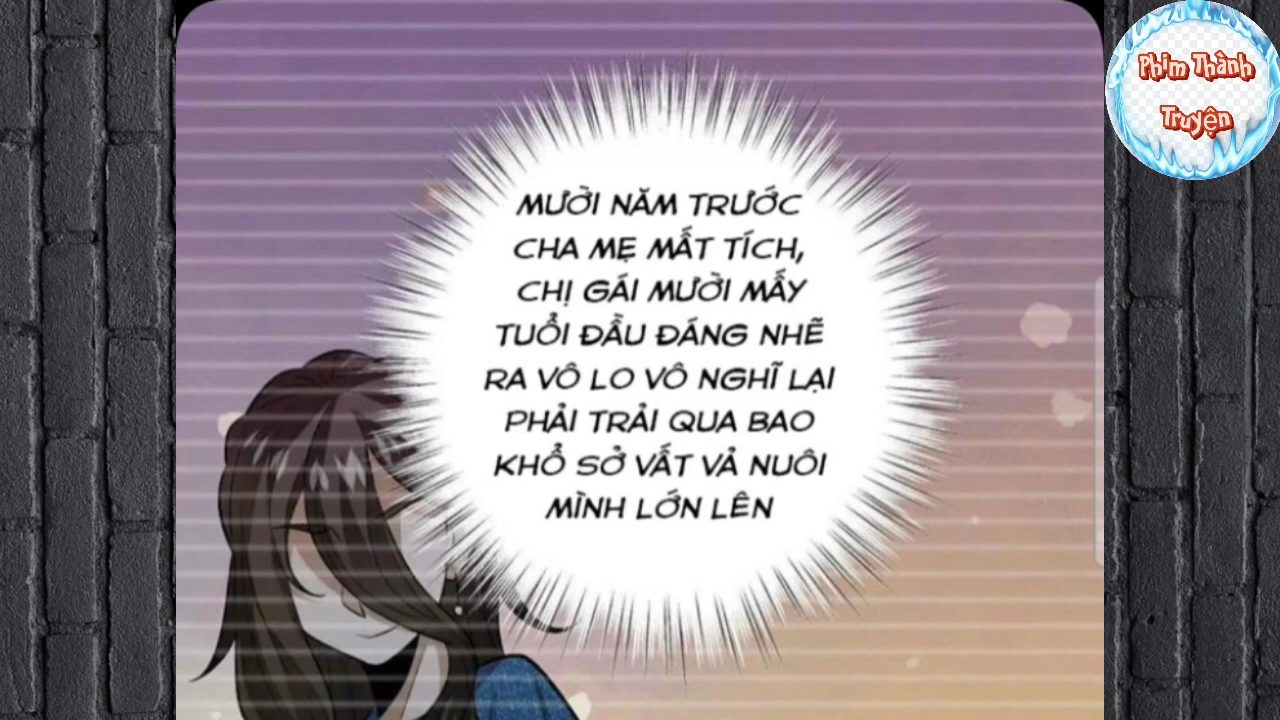 MƯỜI NĂM TRƯỚC
CHA MẸ MẤT TÍCH,
CHỊ GÁI MƯỜI MẤY
TUỔI ĐẦU ĐÁNG NHẼ
RA VÔ LO VÔ NGHĨ LẠI
PHẢI TRẢI QUA BAO
KHỔ SỞ VẤT VẢ NUÔI
MÌNH LỚN LÊN
Phim Thành
Truyện